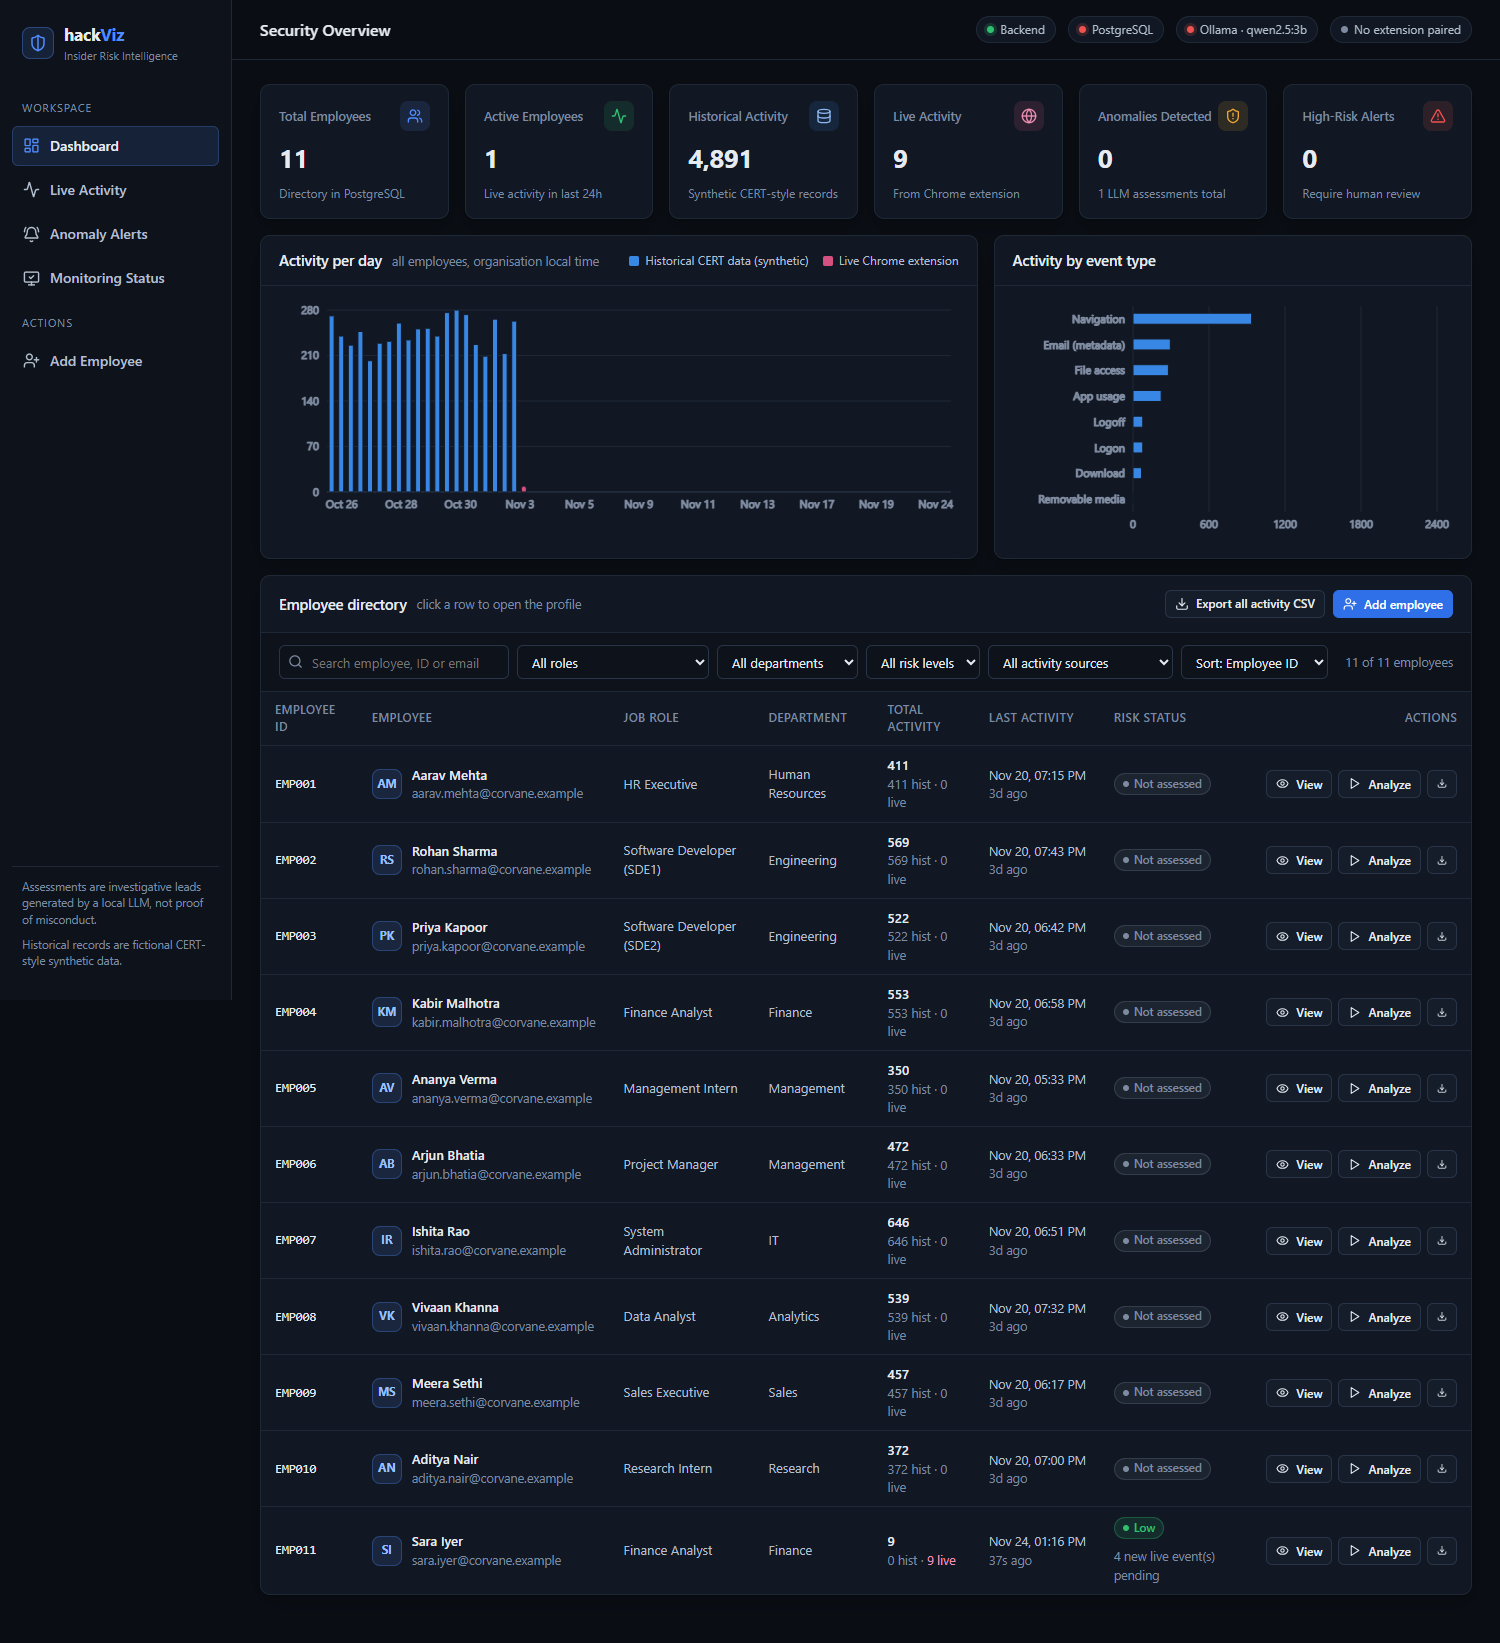 hackViz
Insider Risk Intelligence
WORKSPACE
Dashboard
Live Activity
Anomaly Alerts
Monitoring Status
ACTIONS
Add Employee
Assessments are investigative leads
generated by a local LLM, not proof
of misconduct.
Historical records are fictional CERT-
style synthetic data.
Security Overview
Backend
PostgreSQL
Ollama · qwen2.5:3b
No extension paired
Total Employees
11
Directory in PostgreSQL
Active Employees
1
Live activity in last 24h
Historical Activity
4,891
Synthetic CERT-style records
Live Activity
9
From Chrome extension
Anomalies Detected
0
1 LLM assessments total
High-Risk Alerts
0
Require human review
Activity per day all employees, organisation local time
Historical CERT data (synthetic) Live Chrome extension
280
210
140
70
0
Oct 26 Oct 28 Oct 30 Nov 3 Nov 5 Nov 9 Nov 11 Nov 13 Nov 17 Nov 19 Nov 24
Activity by event type
Navigation
Email (metadata)
File access
App usage
Logoff
Logon
Download
Removable media
0 600 1200 1800 2400
Employee directory click a row to open the profile
Export all activity CSV
Add employee
Search employee, ID or email
All roles
All departments
All risk levels
All activity sources
Sort: Employee ID
11 of 11 employees
EMPLOYEE
ID
EMPLOYEE
JOB ROLE
DEPARTMENT
TOTAL
ACTIVITY
LAST ACTIVITY
RISK STATUS
ACTIONS
EMP001
AM
Aarav Mehta
aarav.mehta@corvane.example
HR Executive
Human
Resources
411
411 hist · 0
live
Nov 20, 07:15 PM
3d ago
Not assessed
View
Analyze
EMP002
RS
Rohan Sharma
rohan.sharma@corvane.example
Software Developer
(SDE1)
Engineering
569
569 hist · 0
live
Nov 20, 07:43 PM
3d ago
Not assessed
View
Analyze
EMP003
PK
Priya Kapoor
priya.kapoor@corvane.example
Software Developer
(SDE2)
Engineering
522
522 hist · 0
live
Nov 20, 06:42 PM
3d ago
Not assessed
View
Analyze
EMP004
KM
Kabir Malhotra
kabir.malhotra@corvane.example
Finance Analyst
Finance
553
553 hist · 0
live
Nov 20, 06:58 PM
3d ago
Not assessed
View
Analyze
EMP005
AV
Ananya Verma
ananya.verma@corvane.example
Management Intern
Management
350
350 hist · 0
live
Nov 20, 05:33 PM
3d ago
Not assessed
View
Analyze
EMP006
AB
Arjun Bhatia
arjun.bhatia@corvane.example
Project Manager
Management
472
472 hist · 0
live
Nov 20, 06:33 PM
3d ago
Not assessed
View
Analyze
EMP007
IR
Ishita Rao
ishita.rao@corvane.example
System
Administrator
IT
646
646 hist · 0
live
Nov 20, 06:51 PM
3d ago
Not assessed
View
Analyze
EMP008
VK
Vivaan Khanna
vivaan.khanna@corvane.example
Data Analyst
Analytics
539
539 hist · 0
live
Nov 20, 07:32 PM
3d ago
Not assessed
View
Analyze
EMP009
MS
Meera Sethi
meera.sethi@corvane.example
Sales Executive
Sales
457
457 hist · 0
live
Nov 20, 06:17 PM
3d ago
Not assessed
View
Analyze
EMP010
AN
Aditya Nair
aditya.nair@corvane.example
Research Intern
Research
372
372 hist · 0
live
Nov 20, 07:00 PM
3d ago
Not assessed
View
Analyze
EMP011
SI
Sara Iyer
sara.iyer@corvane.example
Finance Analyst
Finance
9
0 hist · 9 live
Nov 24, 01:16 PM
37s ago
Low
4 new live event(s)
pending
View
Analyze